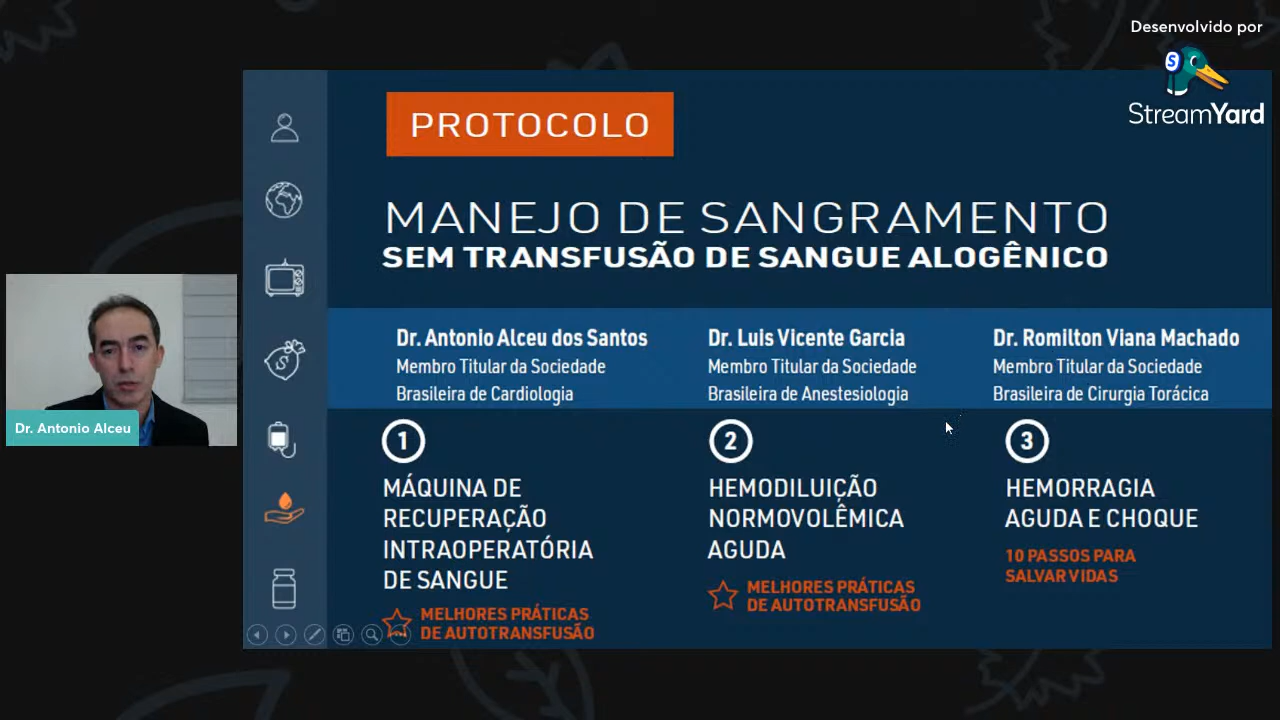 Desenvolvido por
StreamYard
PROTOCOLO
MANEJO DE SANGRAMENTO
SEM TRANSFUSÃO DE SANGUE ALOGÊNICO
Dr. Antonio Alceu dos Santos
Membro Titular da Sociedade
Brasileira de Cardiologia
Dr. Luis Vicente Garcia
Membro Titular da Sociedade
Brasileira de Anestesiologia
Dr. Romilton Viana Machado
Membro Titular da Sociedade
Brasileira de Cirurgia Torácica
1
MÁQUINA DE
RECUPERAÇÃO
INTRAOPERATÓRIA
DE SANGUE
MELHORES PRÁTICAS
DE AUTOTRANSFUSÃO
2
HEMODILUIÇÃO
NORMOVOLÊMICA
AGUDA
MELHORES PRÁTICAS
DE AUTOTRANSFUSÃO
3
HEMORRAGIA
AGUDA E CHOQUE
10 PASSOS PARA
SALVAR VIDAS
Dr. Antonio Alceu